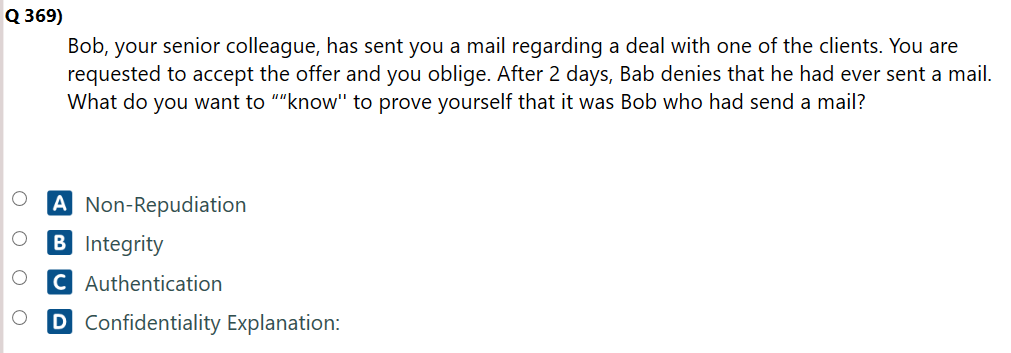 Q 369)
Bob, your senior colleague, has sent you a mail regarding a deal with one of the clients. You are
requested to accept the offer and you oblige. After 2 days, Bab denies that he had ever sent a mail.
What do you want to ““know'' to prove yourself that it was Bob who had send a mail?
A Non-Repudiation
B Integrity
C Authentication
D Confidentiality Explanation: